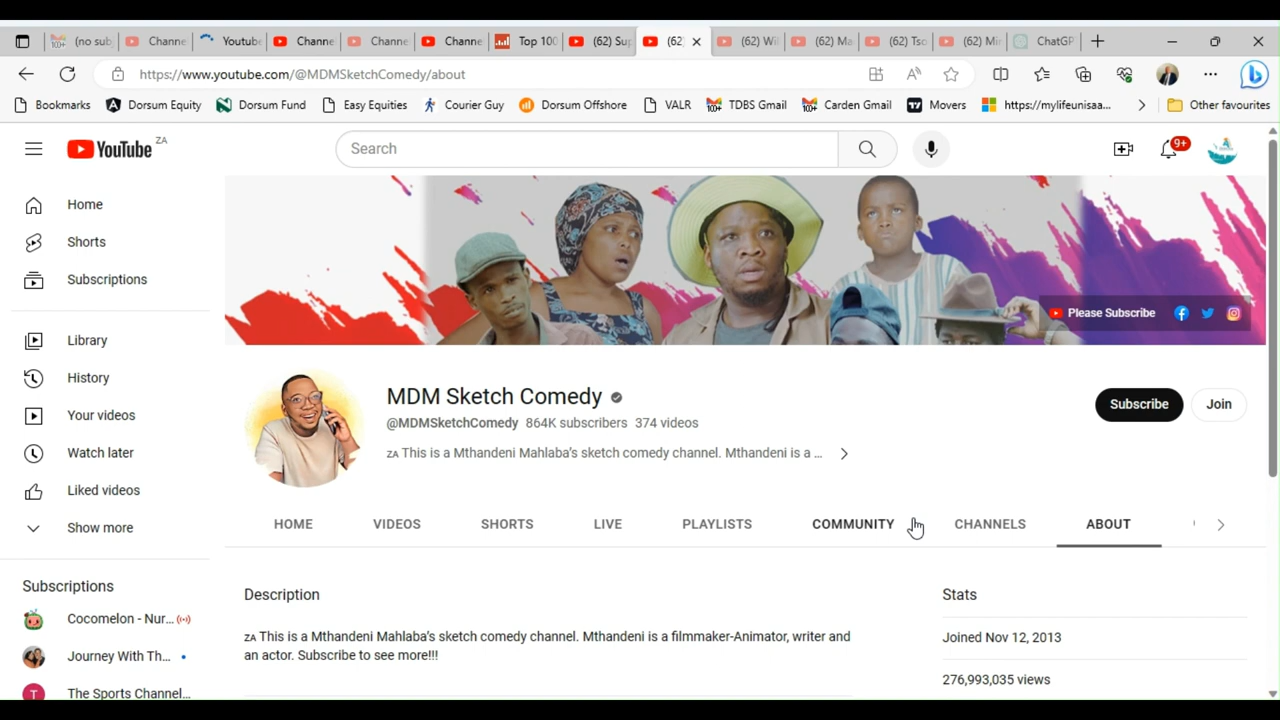 (no sub
Channe
Youtube
Channe
Channe
Channe
Top 100
(62) Sup
(62
(62) Wi
(62) Ma
(62) Tso
(62) Mir
ChatGP
https://www.youtube.com/@MDMSketchComedy/about
Bookmarks
Dorsum Equity
Dorsum Fund
Easy Equities
Courier Guy
Dorsum Offshore
VALR
TDBS Gmail
Carden Gmail
Movers
https://mylifeunisaa...
Other favourites
YouTube ZA
Search
9+
Home
Shorts
Subscriptions
Library
History
Your videos
Watch later
Liked videos
Show more
Subscriptions
Cocomelon - Nur...
Journey With Th...
T
The Sports Channel...
Please Subscribe
MDM Sketch Comedy
@MDMSketchComedy 864K subscribers 374 videos
ZA This is a Mthandeni Mahlaba's sketch comedy channel. Mthandeni is a ...
Subscribe
Join
HOME
VIDEOS
SHORTS
LIVE
PLAYLISTS
COMMUNITY
CHANNELS
ABOUT
Description
ZA This is a Mthandeni Mahlaba's sketch comedy channel. Mthandeni is a filmmaker-Animator, writer and
an actor. Subscribe to see more!!!
Stats
Joined Nov 12, 2013
276,993,035 views